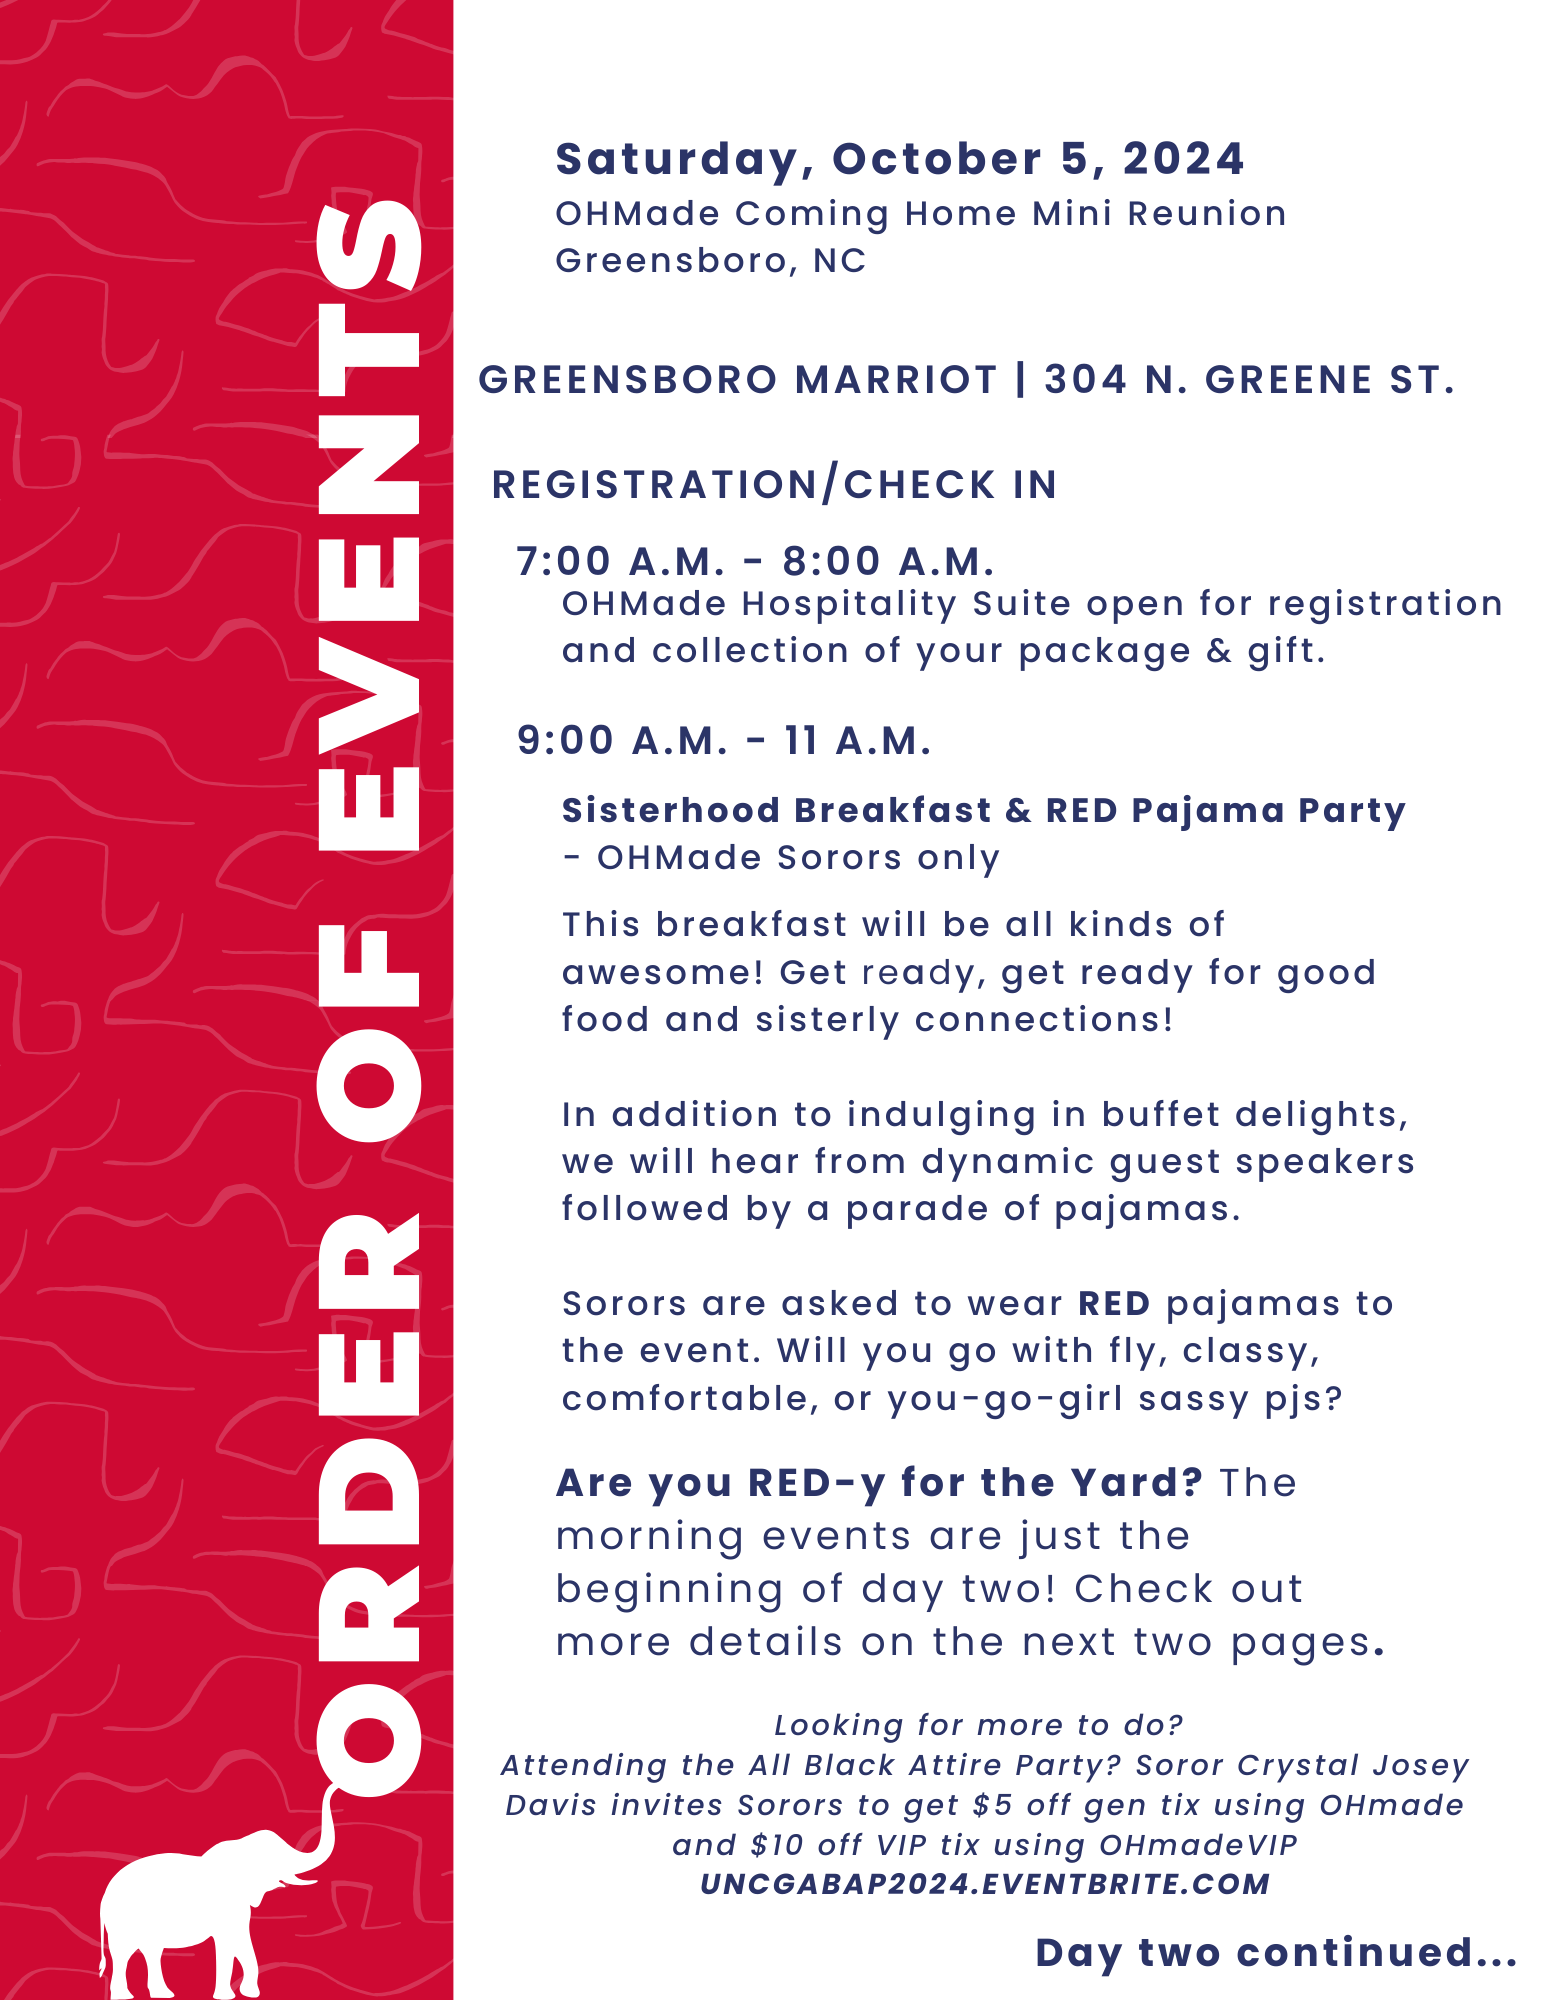 ORDER OF EVENTS
Saturday, October 5, 2024
OHMade Coming Home Mini Reunion
Greensboro, NC
GREENSBORO MARRIOT | 304 N. GREENE ST.
REGISTRATION/CHECK IN
7:00 A.M. - 8:00 A.M.
OHMade Hospitality Suite open for registration
and collection of your package & gift.
9:00 A.M. - 11 A.M.
Sisterhood Breakfast & RED Pajama Party
- OHMade Sorors only
This breakfast will be all kinds of
awesome! Get ready, get ready for good
food and sisterly connections!
In addition to indulging in buffet delights,
we will hear from dynamic guest speakers
followed by a parade of pajamas.
Sorors are asked to wear RED pajamas to
the event. Will you go with fly, classy,
comfortable, or you-go-girl sassy pjs?
Are you RED-y for the Yard? The
morning events are just the
beginning of day two! Check out
more details on the next two pages.
Looking for more to do?
Attending the All Black Attire Party? Soror Crystal Josey
Davis invites Sorors to get $5 off gen tix using OHmade
and $10 off VIP tix using OHmadeVIP
UNCGABAP2024.EVENTBRITE.COM
Day two continued...